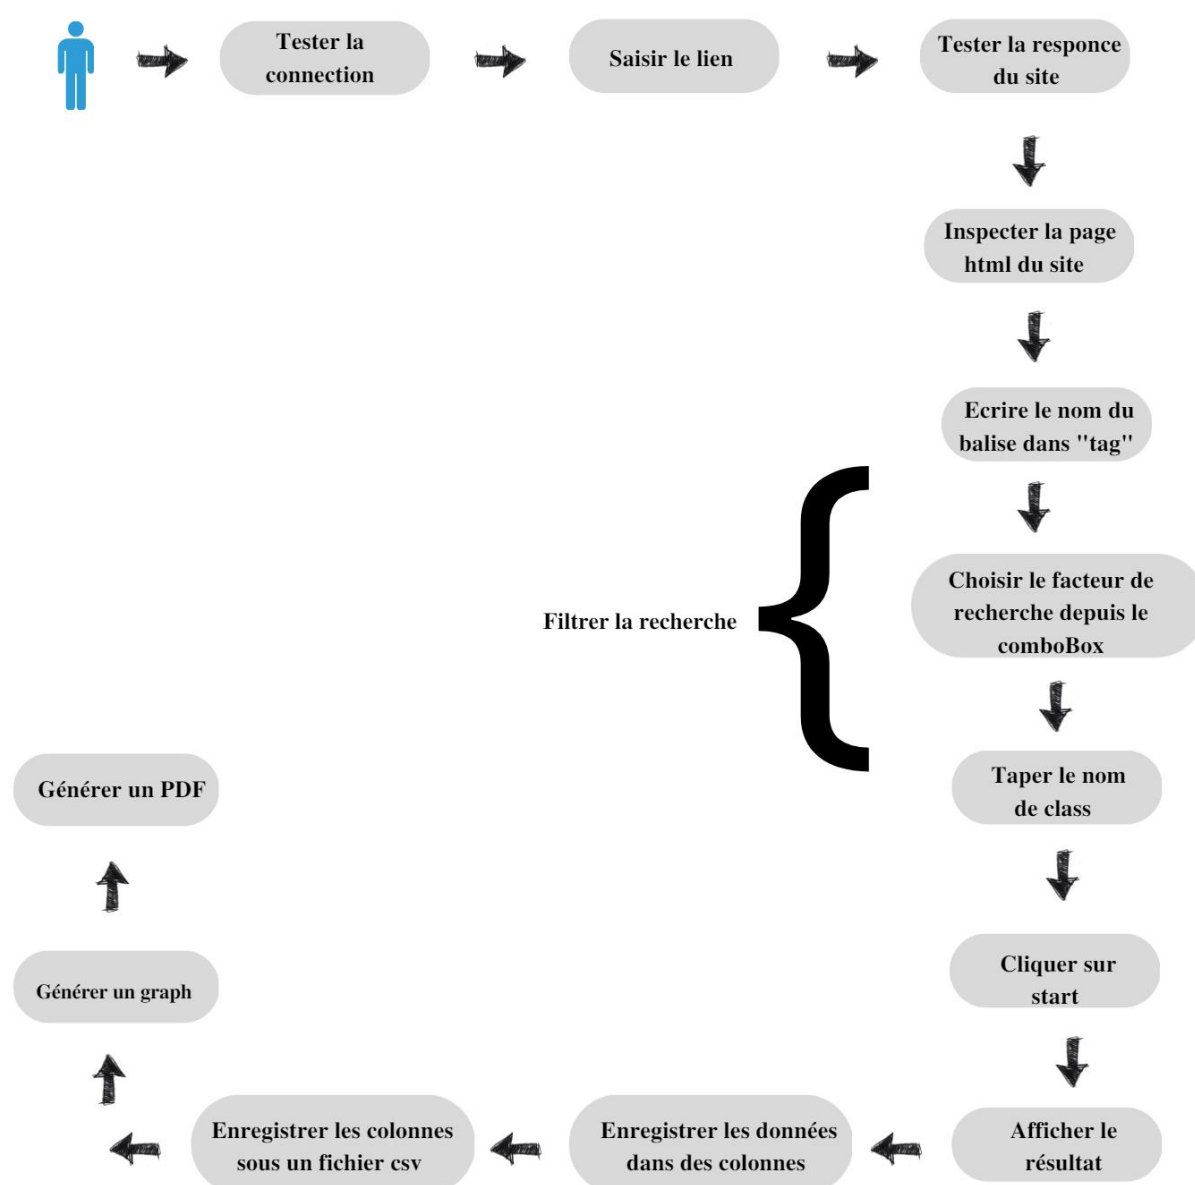 Tester la
connection
Saisir le lien
Tester la responce
du site
Inspecter la page
html du site
Ecrire le nom du
balise dans "tag"
Choisir le facteur de
recherche depuis le
comboBox
Filtrer la recherche
Taper le nom
de class
Cliquer sur
start
Afficher le
résultat
Enregistrer les données
dans des colonnes
Enregistrer les colonnes
sous un fichier csv
Générer un graph
Générer un PDF